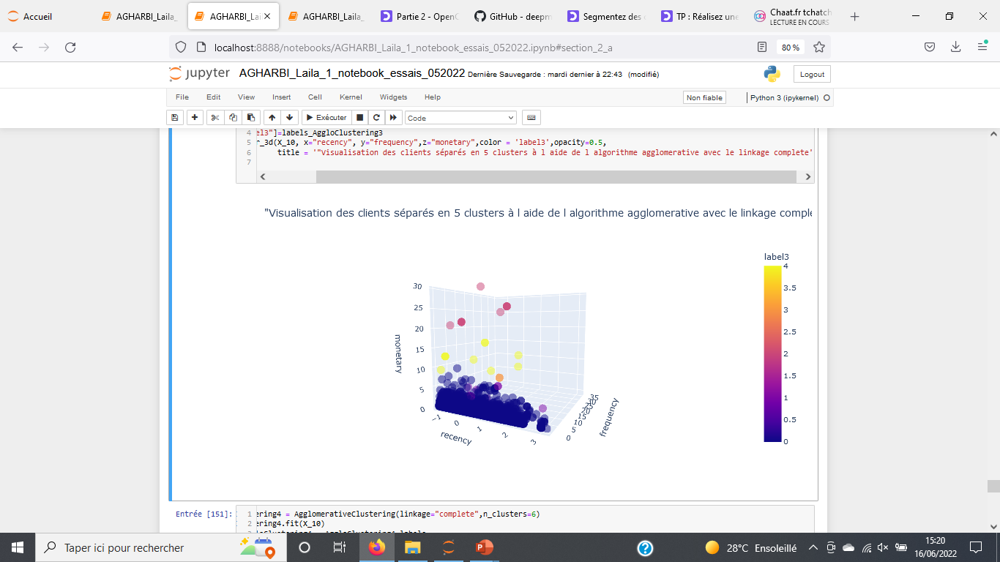 Accueil
AGHARBI_Laila_
AGHARBI_Lai
AGHARBI_Laila_
Partie 2 - OpenC
GitHub - deepm
Segmentez des
TP : Réalisez une
Chaat.fr tchatch
LECTURE EN COURS
localhost:8888/notebooks/AGHARBI_Laila_1_notebook_essais_052022.ipynb#section_2_a
80 %
jupyter AGHARBI_Laila_1_notebook_essais_052022 Dernière Sauvegarde : mardi dernier à 22:43 (modifié)
Logout
File Edit View Insert Cell Kernel Widgets Help
Non fiable
Python 3 (ipykernel)
Exécuter
Code
4 el3"]=labels_AggloClustering3
5 r_3d(X_10, x="recency", y="frequency",z="monetary",color = 'label3',opacity=0.5,
6 title = '"Visualisation des clients séparés en 5 clusters à l aide de l algorithme agglomerative avec le linkage complete'
7
"Visualisation des clients séparés en 5 clusters à l aide de l algorithme agglomerative avec le linkage comple
label3
4
3.5
3
2.5
2
1.5
1
0.5
0
30
25
20
15
10
5
0
monetary
−1
0
1
2
3
recency
35
30
25
20
15
10
5
0
frequency
Entrée [151]:
1 ering4 = AgglomerativeClustering(linkage="complete",n_clusters=6)
2 ering4.fit(X_10)
Taper ici pour rechercher
28°C Ensoleillé
15:20
16/06/2022